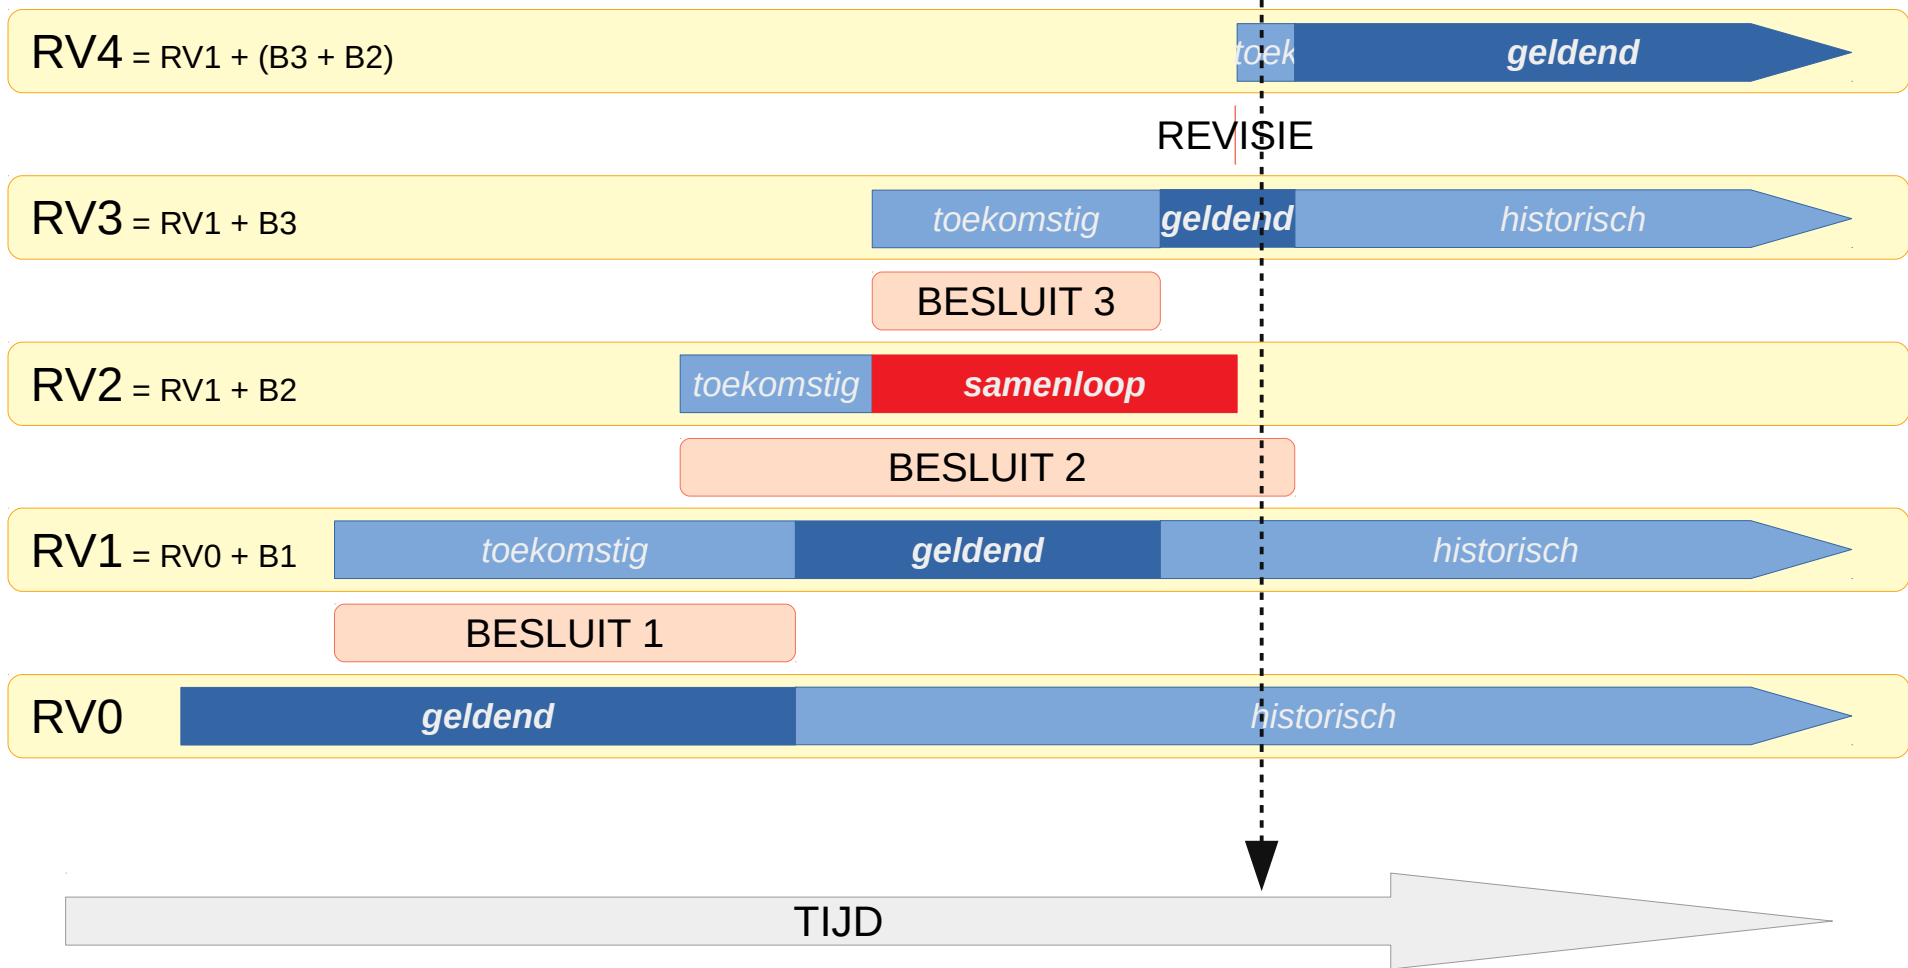 RV4 = RV1 + (B3 + B2) toek geldend
REVISIE
RV3 = RV1 + B3 toekomstig geldend historisch
BESLUIT 3
RV2 = RV1 + B2 toekomstig samenloop
BESLUIT 2
RV1 = RV0 + B1 toekomstig geldend historisch
BESLUIT 1
RV0 geldend historisch
TIJD